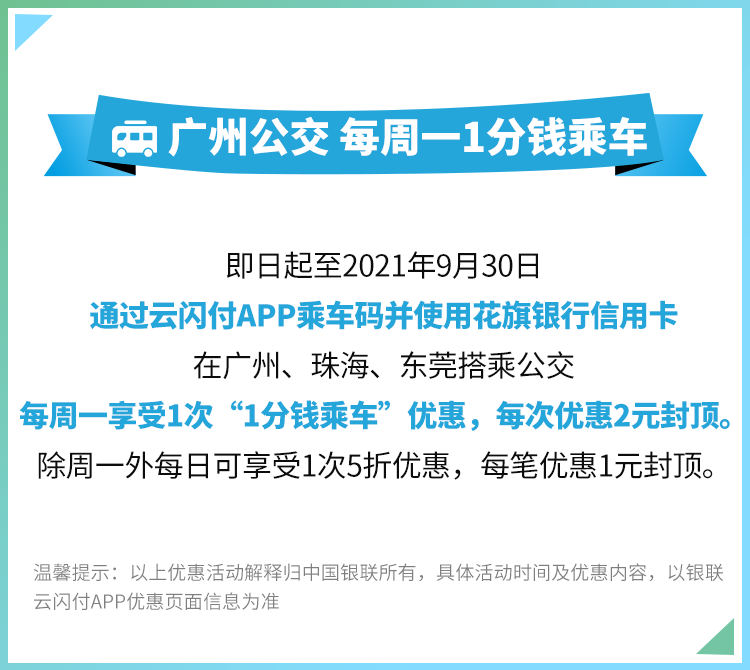 广州公交 每周一1分钱乘车
即日起至2021年9月30日
通过云闪付APP乘车码并使用花旗银行信用卡
在广州、珠海、东莞搭乘公交
每周一享受1次“1分钱乘车”优惠，每次优惠2元封顶。
除周一外每日可享受1次5折优惠，每笔优惠1元封顶。
温馨提示：以上优惠活动解释归中国银联所有，具体活动时间及优惠内容，以银联
云闪付APP优惠页面信息为准